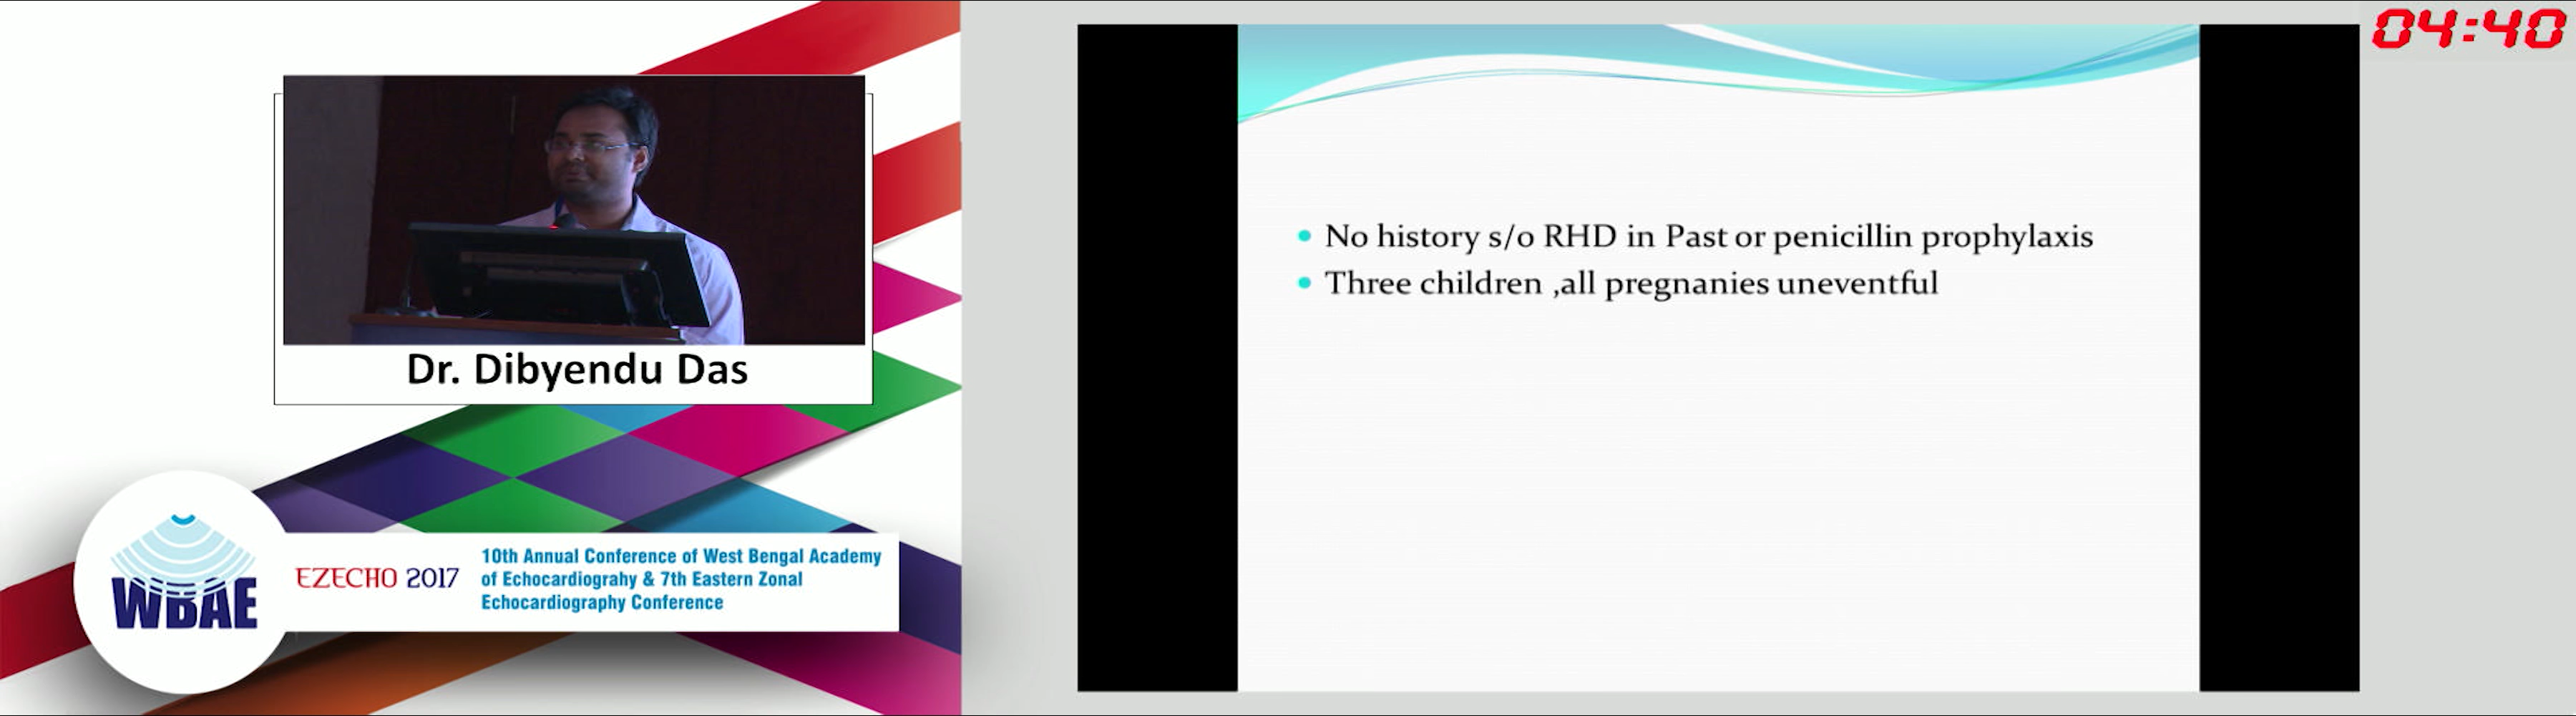 04:40
No history s/o RHD in Past or penicillin prophylaxis
Three children ,all pregnanies uneventful
Dr. Dibyendu Das
WBAE
EZECHO 2017
10th Annual Conference of West Bengal Academy
of Echocardiograhy & 7th Eastern Zonal
Echocardiography Conference